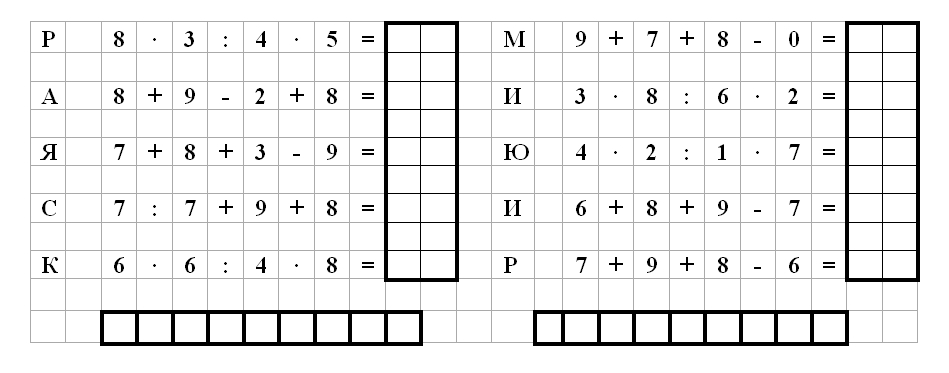 Р 8 · 3 : 4 · 5 = М 9 + 7 + 8 - 0 =
А 8 + 9 - 2 + 8 = И 3 · 8 : 6 · 2 =
Я 7 + 8 + 3 - 9 = Ю 4 · 2 : 1 · 7 =
С 7 : 7 + 9 + 8 = И 6 + 8 + 9 - 7 =
К 6 · 6 : 4 · 8 = Р 7 + 9 + 8 - 6 =